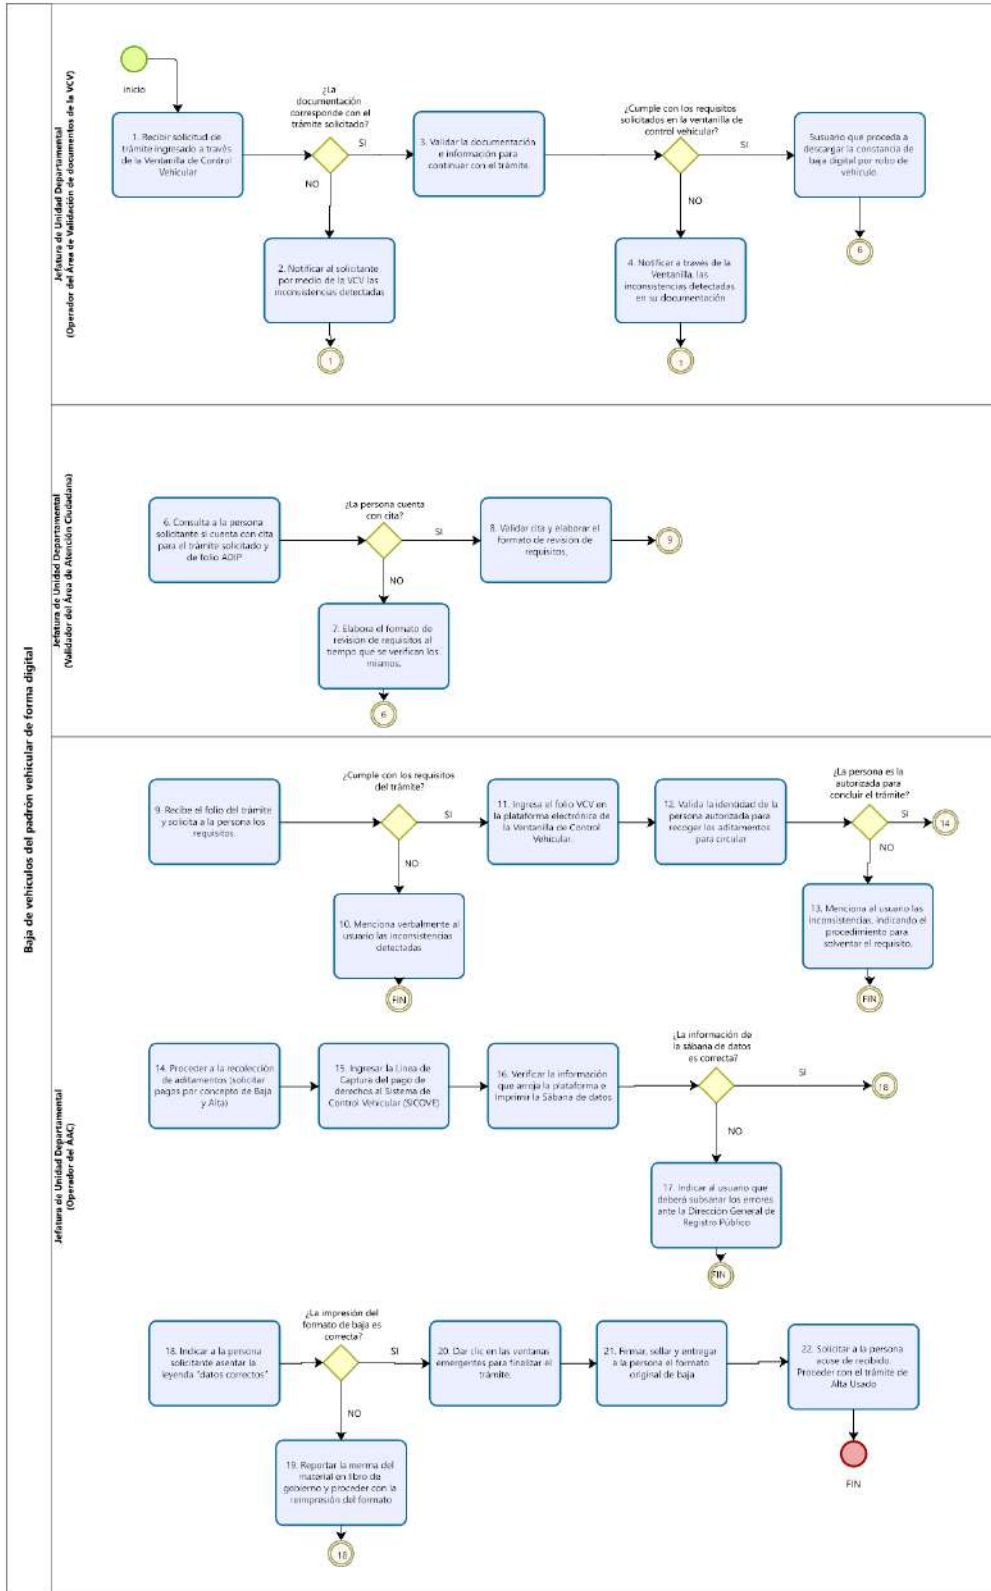 Baja de vehículos del padrón vehicular de forma digital
Jefatura de Unidad Departamental
(Operador del Área de Validación de documentos de la VCV)
inicio
1. Recibir solicitud de
trámite ingresado a través
de la Ventanilla de Control
Vehicular
¿La
documentación
corresponde con el
trámite solicitado?
SI
NO
2. Notificar al solicitante
por medio de la VCV las
inconsistencias detectadas
1
3. Validar la documentación
e información para
continuar con el trámite.
¿Cumple con los requisitos
solicitados en la ventanilla de
control vehicular?
SI
NO
4. Notificar a través de la
Ventanilla, las
inconsistencias detectadas
en su documentación
1
5usuario que proceda a
descargar la constancia de
baja digital por robo de
vehículo.
6
Jefatura de Unidad Departamental
(Validador del Área de Atención Ciudadana)
6. Consulta a la persona
solicitante si cuenta con cita
para el trámite solicitado y
de folio ADIP
¿La persona cuenta
con cita?
SI
NO
7. Elabora el formato de
revisión de requisitos al
tiempo que se verifican los
mismos.
6
8. Validar cita y elaborar el
formato de revisión de
requisitos.
9
Jefatura de Unidad Departamental
(Operador del AAC)
9. Recibe el folio del trámite
y solicita a la persona los
requisitos.
¿Cumple con los requisitos
del trámite?
SI
NO
10. Menciona verbalmente al
usuario las inconsistencias
detectadas
FIN
11. Ingresa el folio VCV en
la plataforma electrónica de
la Ventanilla de Control
Vehicular.
12. Valida la identidad de la
persona autorizada para
recoger los aditamentos
para circular
¿La persona es la
autorizada para
concluir el trámite?
SI
14
NO
13. Menciona al usuario las
inconsistencias, indicando el
procedimiento para
solventar el requisito.
FIN
14. Proceder a la recolección
de aditamentos (solicitar
pagos por concepto de Baja
y Alta)
15. Ingresar la Línea de
Captura del pago de
derechos al Sistema de
Control Vehicular (SICOVE)
16. Verificar la información
que arroja la plataforma e
Imprimir la Sábana de datos
¿La información de
la sábana de datos
es correcta?
SI
18
NO
17. Indicar al usuario que
deberá subsanar los errores
ante la Dirección General de
Registro Público
FIN
18. Indicar a la persona
solicitante asentar la
leyenda "datos correctos"
¿La impresión del
formato de baja es
correcta?
SI
NO
19. Reportar la merma del
material en libro de
gobierno y proceder con la
reimpresión del formato
18
20. Dar clic en las ventanas
emergentes para finalizar el
trámite.
21. Firmar, sellar y entregar
a la persona el formato
original de baja
22. Solicitar a la persona
acuse de recibido.
Proceder con el trámite de
Alta Usado
FIN